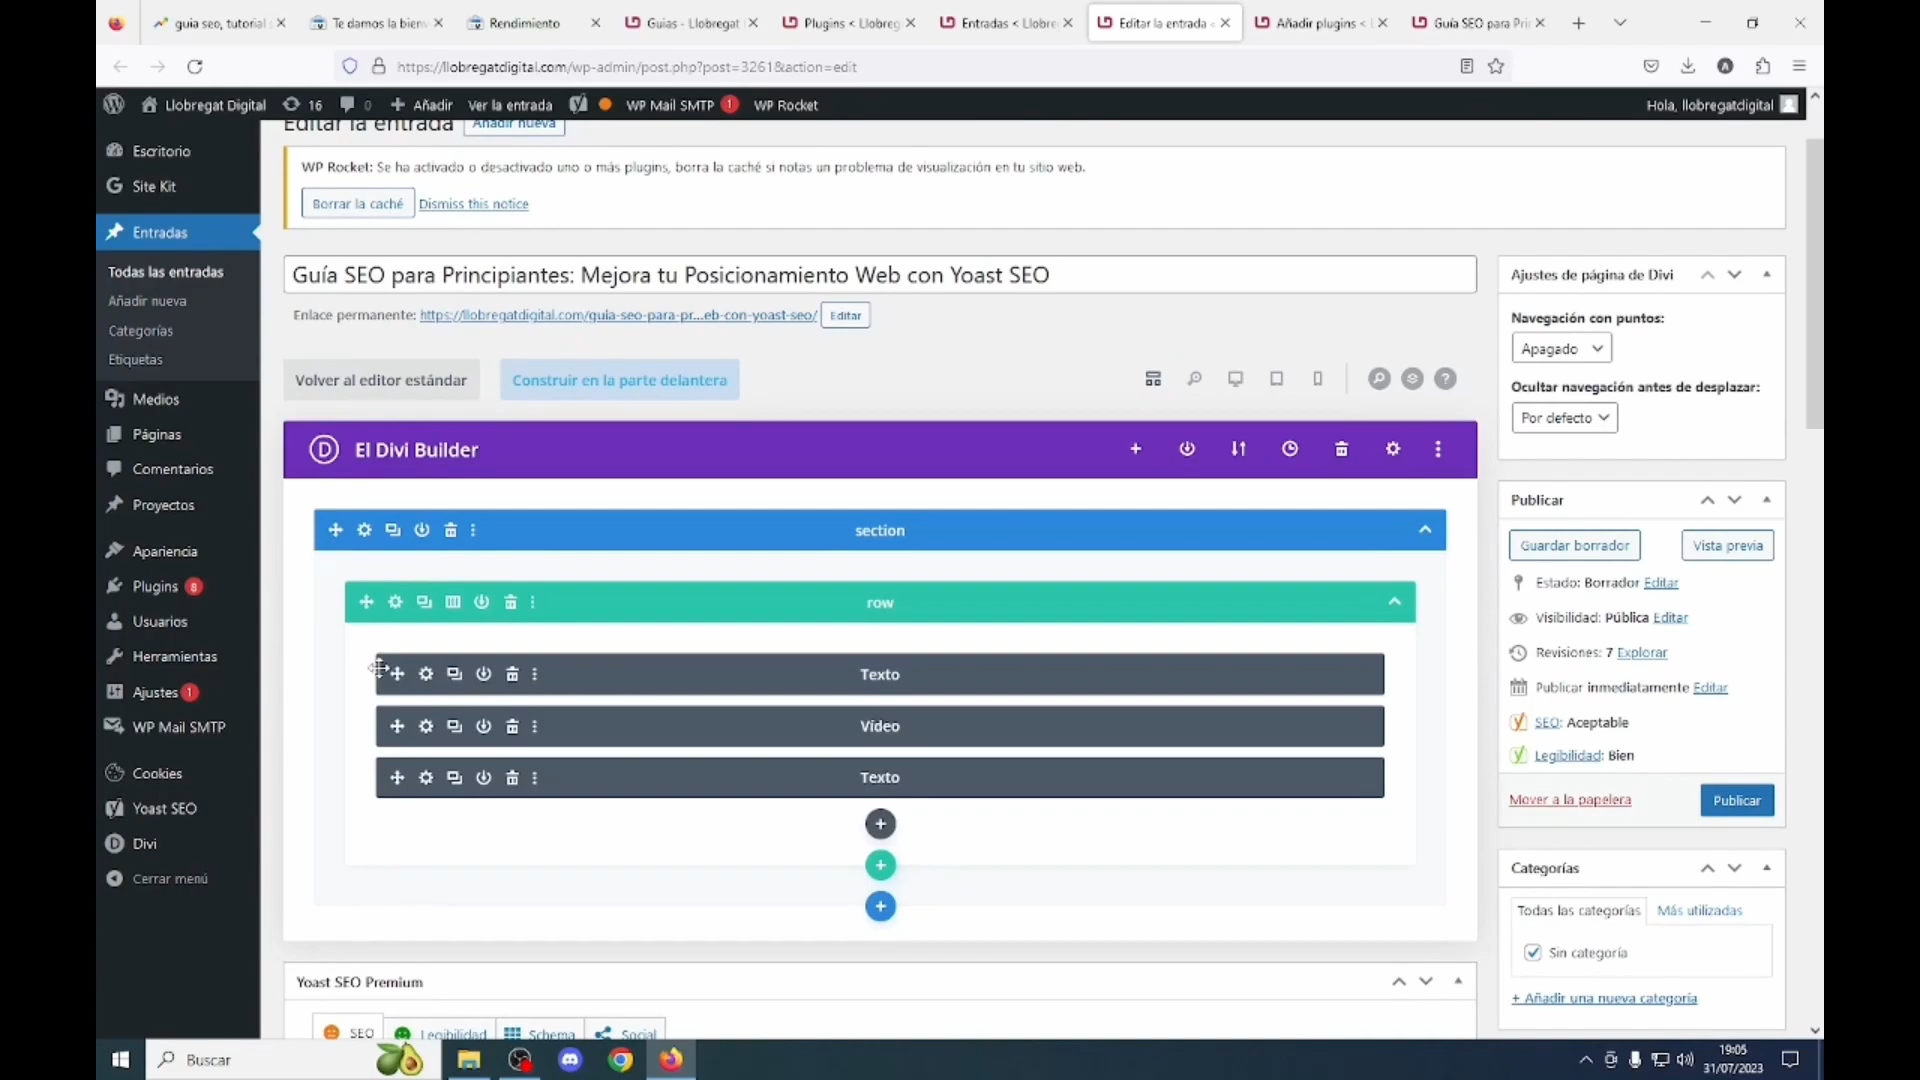 guia seo, tutorial
Te damos la bien
Rendimiento
Guias - Llobregat
Plugins < Llobreg
Entradas < Llobre
Editar la entrada
Añadir plugins <
Guía SEO para Pri
https://llobregatdigital.com/wp-admin/post.php?post=3261&action=edit
Llobregat Digital
16
0
Añadir
Ver la entrada
WP Mail SMTP 1
WP Rocket
Hola, llobregatdigital
Editar la entrada
Añadir nueva
WP Rocket: Se ha activado o desactivado uno o más plugins, borra la caché si notas un problema de visualización en tu sitio web.
Borrar la caché
Dismiss this notice
Escritorio
Site Kit
Entradas
Todas las entradas
Añadir nueva
Categorías
Etiquetas
Medios
Páginas
Comentarios
Proyectos
Apariencia
Plugins 8
Usuarios
Herramientas
Ajustes 1
WP Mail SMTP
Cookies
Yoast SEO
Divi
Cerrar menú
Guía SEO para Principiantes: Mejora tu Posicionamiento Web con Yoast SEO
Enlace permanente: https://llobregatdigital.com/guia-seo-para-pr...eb-con-yoast-seo/ Editar
Volver al editor estándar
Construir en la parte delantera
El Divi Builder
section
row
Texto
Vídeo
Texto
Yoast SEO Premium
SEO
Legibilidad
Schema
Social
Ajustes de página de Divi
Navegación con puntos:
Apagado
Ocultar navegación antes de desplazar:
Por defecto
Publicar
Guardar borrador
Vista previa
Estado: Borrador Editar
Visibilidad: Pública Editar
Revisiones: 7 Explorar
Publicar inmediatamente Editar
SEO: Aceptable
Legibilidad: Bien
Mover a la papelera
Publicar
Categorías
Todas las categorías
Más utilizadas
Sin categoría
+ Añadir una nueva categoría
Buscar
19:05
31/07/2023